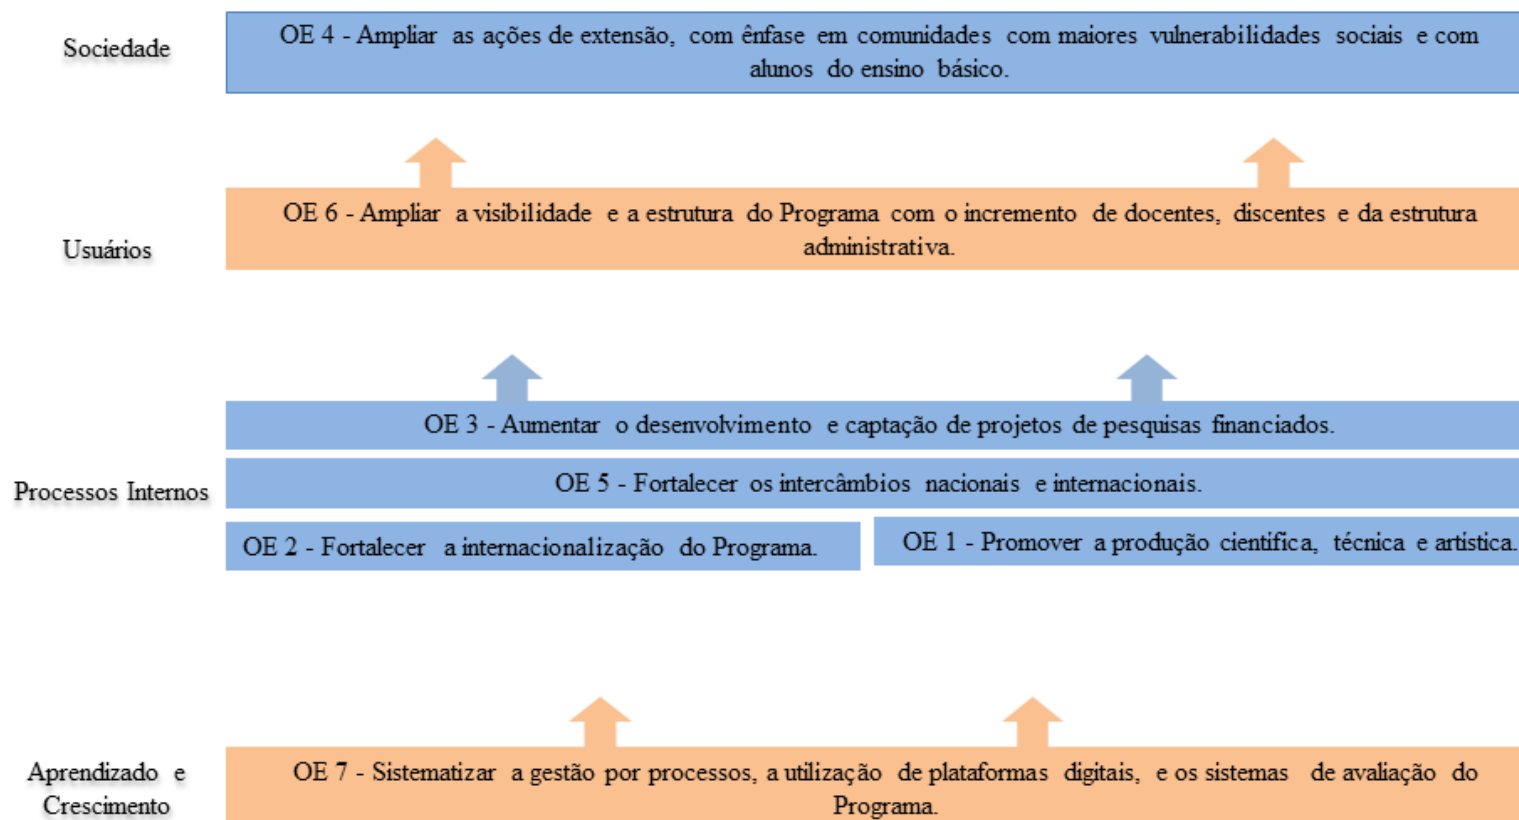 Sociedade
OE 4 - Ampliar as ações de extensão, com ênfase em comunidades com maiores vulnerabilidades sociais e com
alunos do ensino básico.
Usuários
OE 6 - Ampliar a visibilidade e a estrutura do Programa com o incremento de docentes, discentes e da estrutura
administrativa.
Processos Internos
OE 3 - Aumentar o desenvolvimento e captação de projetos de pesquisas financiados.
OE 5 - Fortalecer os intercâmbios nacionais e internacionais.
OE 2 - Fortalecer a internacionalização do Programa.
OE 1 - Promover a produção científica, técnica e artística.
Aprendizado e
Crescimento
OE 7 - Sistematizar a gestão por processos, a utilização de plataformas digitais, e os sistemas de avaliação do
Programa.